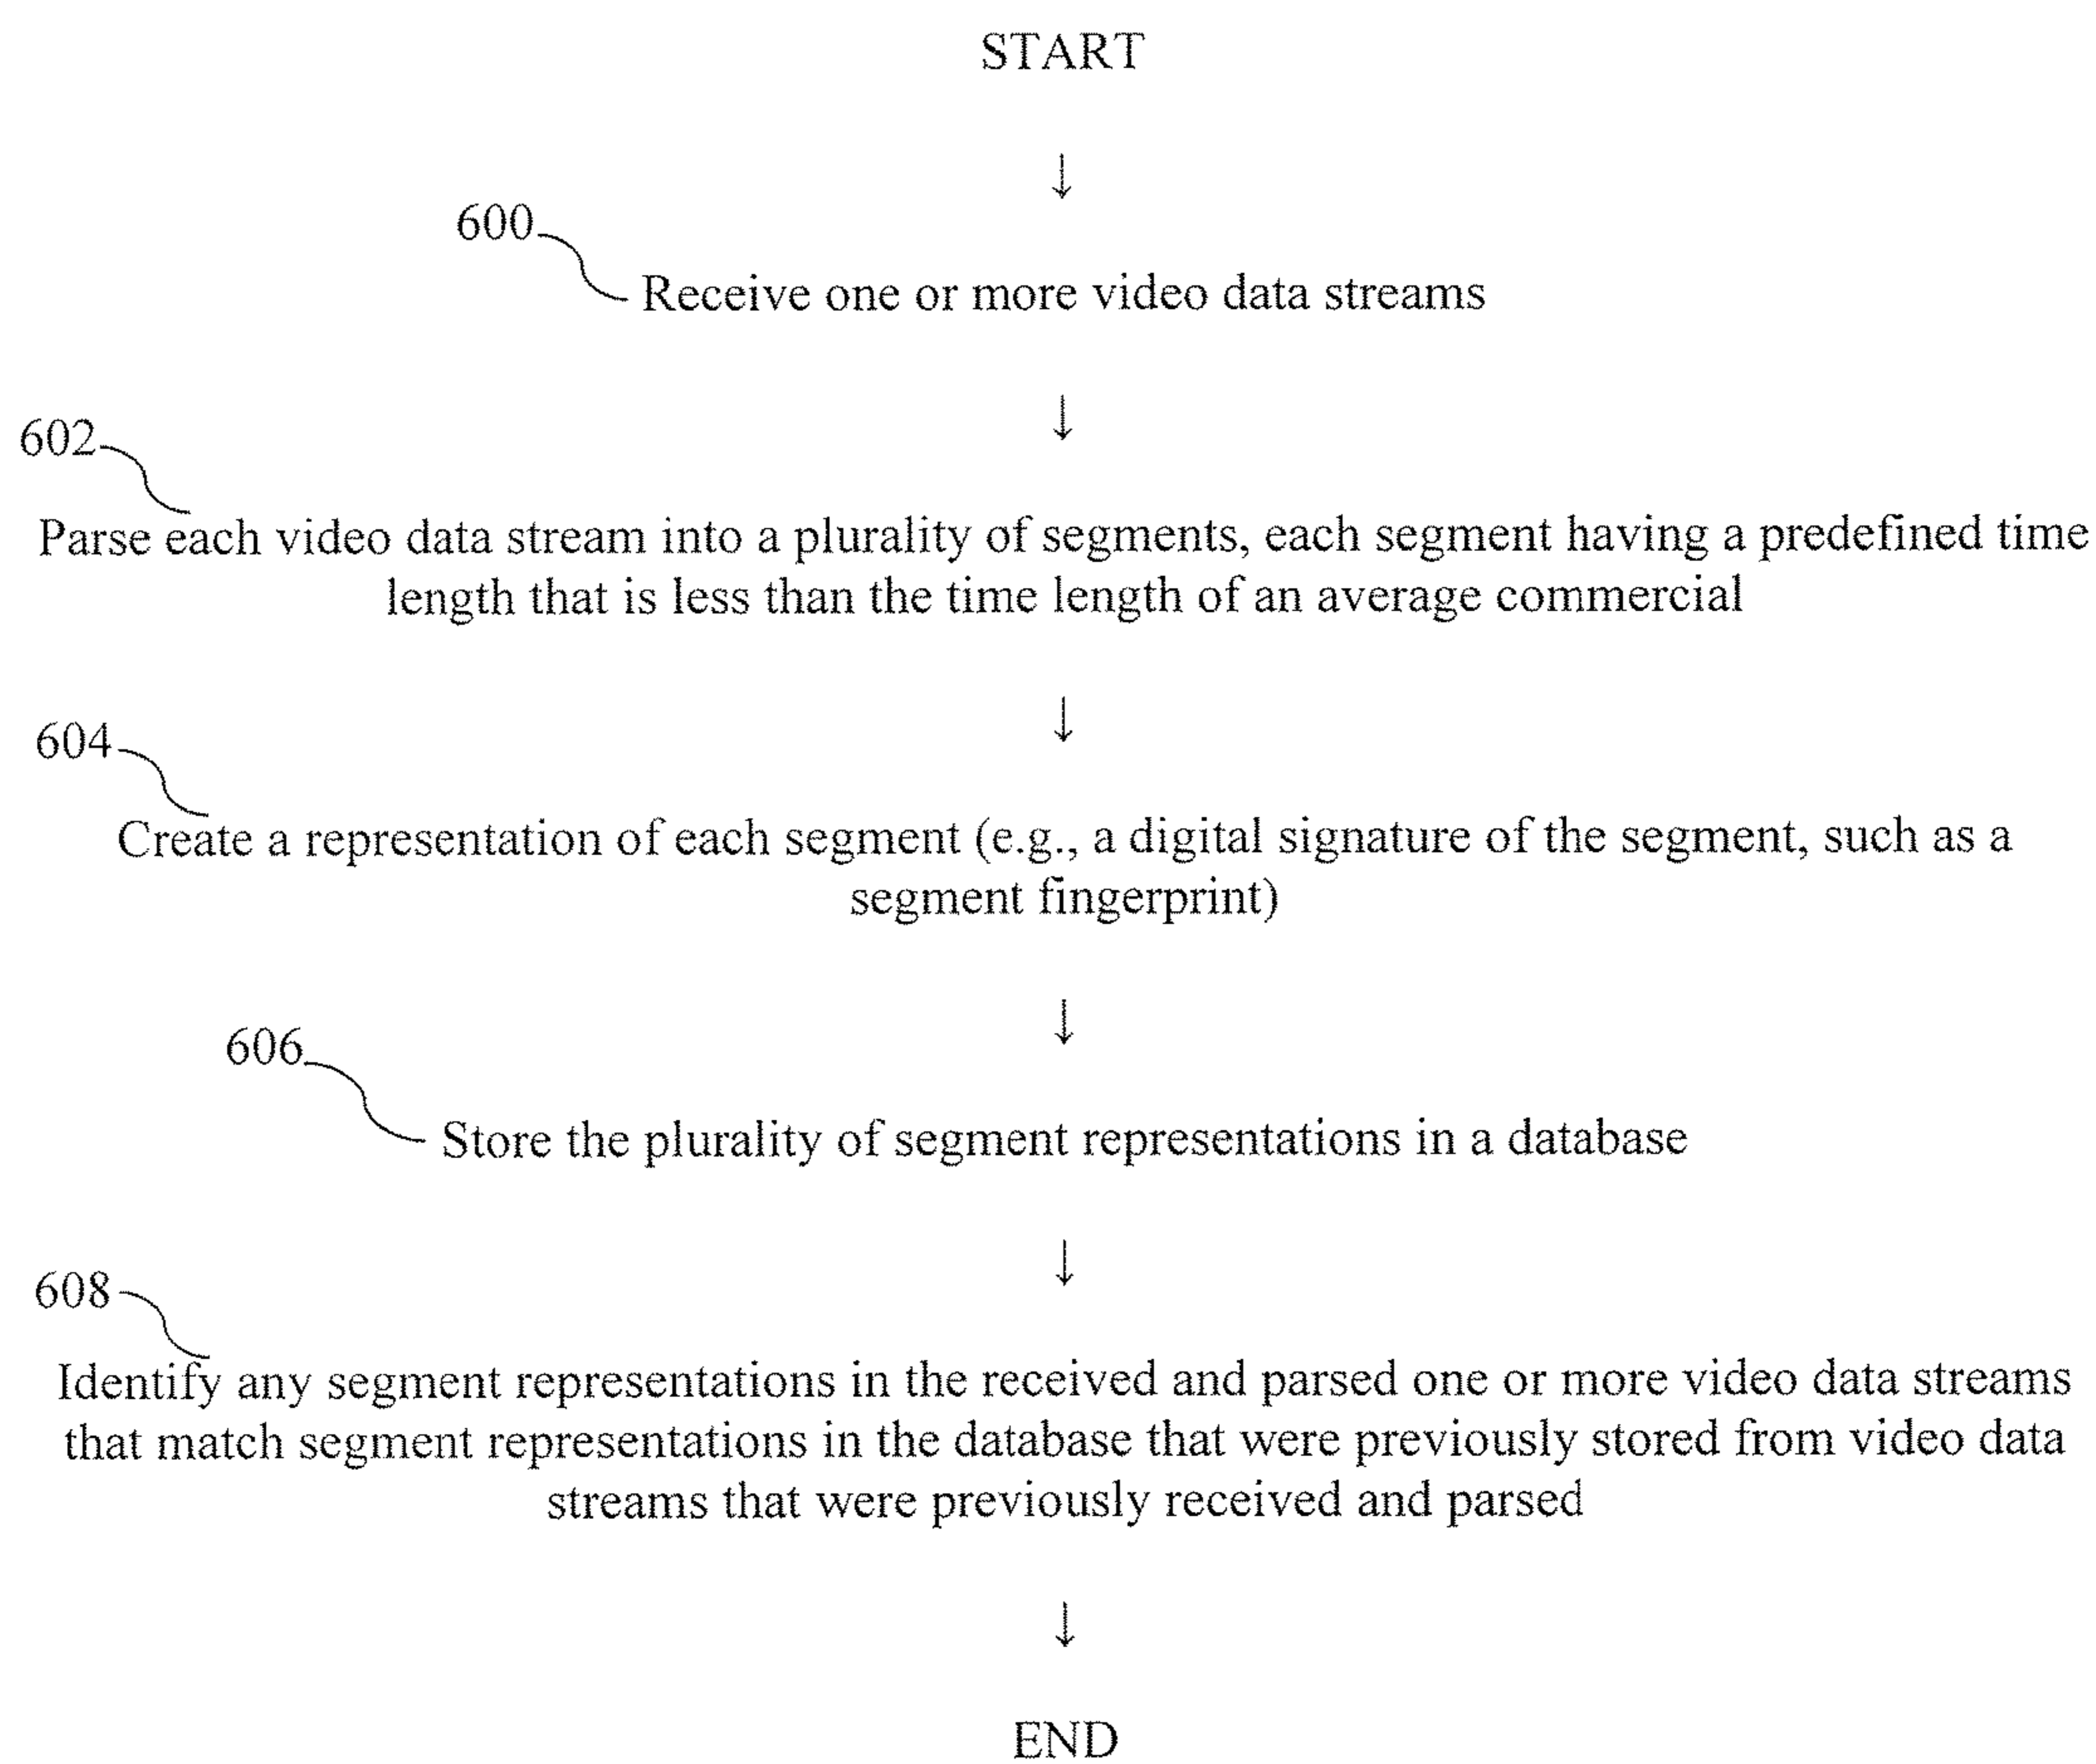 START
↓
600
Receive one or more video data streams
↓
602
Parse each video data stream into a plurality of segments, each segment having a predefined time
length that is less than the time length of an average commercial
↓
604
Create a representation of each segment (e.g., a digital signature of the segment, such as a
segment fingerprint)
↓
606
Store the plurality of segment representations in a database
↓
608
Identify any segment representations in the received and parsed one or more video data streams
that match segment representations in the database that were previously stored from video data
streams that were previously received and parsed
↓
END